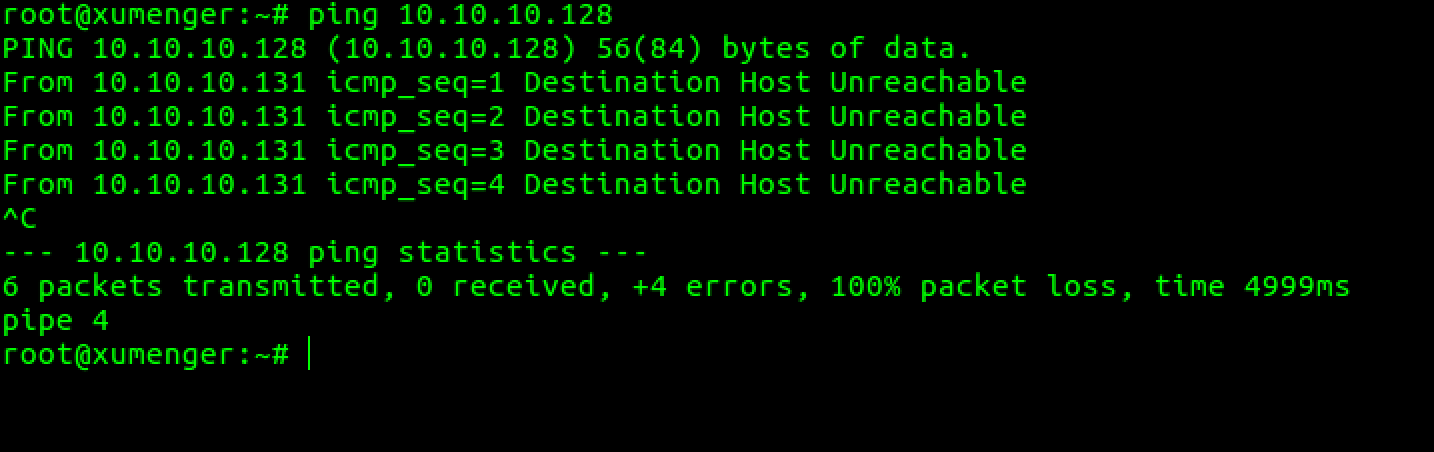 root@xumenger:~# ping 10.10.10.128
PING 10.10.10.128 (10.10.10.128) 56(84) bytes of data.
From 10.10.10.131 icmp_seq=1 Destination Host Unreachable
From 10.10.10.131 icmp_seq=2 Destination Host Unreachable
From 10.10.10.131 icmp_seq=3 Destination Host Unreachable
From 10.10.10.131 icmp_seq=4 Destination Host Unreachable
^C
--- 10.10.10.128 ping statistics ---
6 packets transmitted, 0 received, +4 errors, 100% packet loss, time 4999ms
pipe 4
root@xumenger:~#